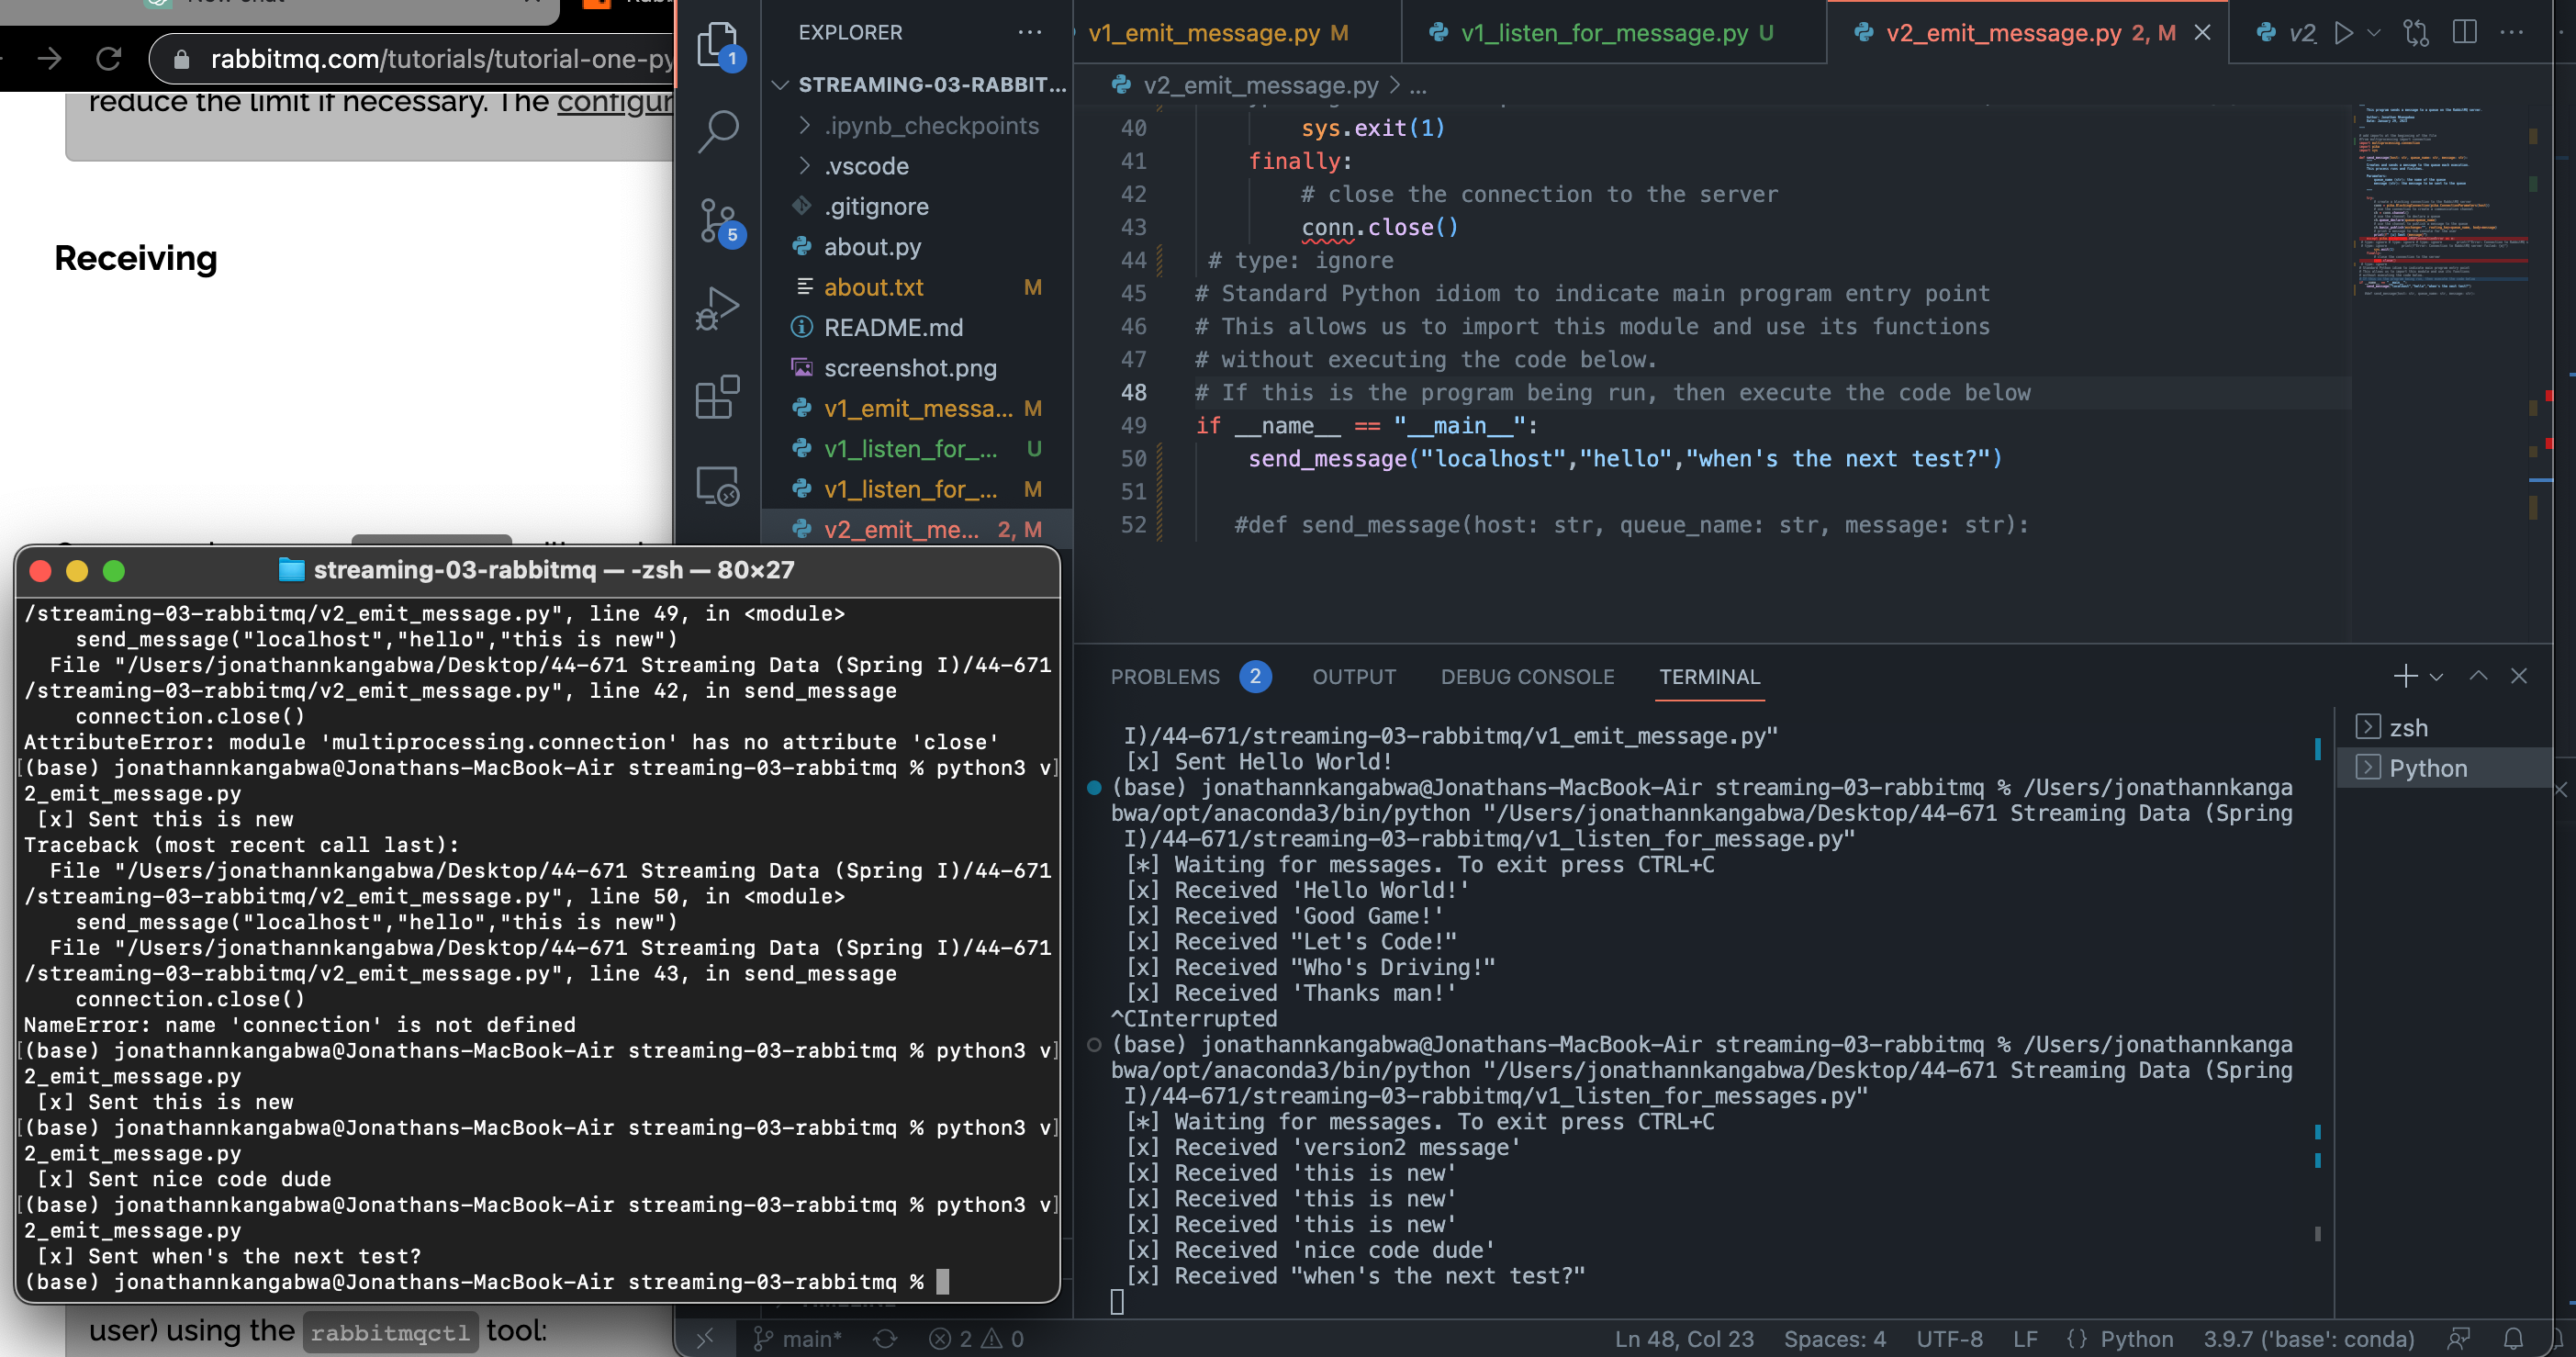 rabbitmq.com/tutorials/tutorial-one-py
reduce the limit if necessary. The configur
Receiving
user) using the rabbitmqctl tool:
streaming-03-rabbitmq — -zsh — 80×27
/streaming-03-rabbitmq/v2_emit_message.py", line 49, in <module>
    send_message("localhost","hello","this is new")
  File "/Users/jonathannkangabwa/Desktop/44-671 Streaming Data (Spring I)/44-671
/streaming-03-rabbitmq/v2_emit_message.py", line 42, in send_message
    connection.close()
AttributeError: module 'multiprocessing.connection' has no attribute 'close'
[(base) jonathannkangabwa@Jonathans-MacBook-Air streaming-03-rabbitmq % python3 v]
2_emit_message.py
 [x] Sent this is new
Traceback (most recent call last):
  File "/Users/jonathannkangabwa/Desktop/44-671 Streaming Data (Spring I)/44-671
/streaming-03-rabbitmq/v2_emit_message.py", line 50, in <module>
    send_message("localhost","hello","this is new")
  File "/Users/jonathannkangabwa/Desktop/44-671 Streaming Data (Spring I)/44-671
/streaming-03-rabbitmq/v2_emit_message.py", line 43, in send_message
    connection.close()
NameError: name 'connection' is not defined
[(base) jonathannkangabwa@Jonathans-MacBook-Air streaming-03-rabbitmq % python3 v]
2_emit_message.py
 [x] Sent this is new
[(base) jonathannkangabwa@Jonathans-MacBook-Air streaming-03-rabbitmq % python3 v]
2_emit_message.py
 [x] Sent nice code dude
[(base) jonathannkangabwa@Jonathans-MacBook-Air streaming-03-rabbitmq % python3 v]
2_emit_message.py
 [x] Sent when's the next test?
(base) jonathannkangabwa@Jonathans-MacBook-Air streaming-03-rabbitmq %
1
5
EXPLORER ...
STREAMING-03-RABBIT...
.ipynb_checkpoints
.vscode
.gitignore
about.py
about.txt M
README.md
screenshot.png
v1_emit_messa... M
v1_listen_for_... U
v1_listen_for_... M
v2_emit_me... 2, M
v1_emit_message.py M
v1_listen_for_message.py U
v2_emit_message.py 2, M
v2_
v2_emit_message.py > ...
40         sys.exit(1)
41     finally:
42         # close the connection to the server
43         conn.close()
44  # type: ignore
45 # Standard Python idiom to indicate main program entry point
46 # This allows us to import this module and use its functions
47 # without executing the code below.
48 # If this is the program being run, then execute the code below
49 if __name__ == "__main__":
50     send_message("localhost","hello","when's the next test?")
51
52    #def send_message(host: str, queue_name: str, message: str):
PROBLEMS 2 OUTPUT DEBUG CONSOLE TERMINAL
zsh
Python
 I)/44-671/streaming-03-rabbitmq/v1_emit_message.py"
 [x] Sent Hello World!
(base) jonathannkangabwa@Jonathans-MacBook-Air streaming-03-rabbitmq % /Users/jonathannkanga
bwa/opt/anaconda3/bin/python "/Users/jonathannkangabwa/Desktop/44-671 Streaming Data (Spring
 I)/44-671/streaming-03-rabbitmq/v1_listen_for_message.py"
 [*] Waiting for messages. To exit press CTRL+C
 [x] Received 'Hello World!'
 [x] Received 'Good Game!'
 [x] Received "Let's Code!"
 [x] Received "Who's Driving!"
 [x] Received 'Thanks man!'
^CInterrupted
(base) jonathannkangabwa@Jonathans-MacBook-Air streaming-03-rabbitmq % /Users/jonathannkanga
bwa/opt/anaconda3/bin/python "/Users/jonathannkangabwa/Desktop/44-671 Streaming Data (Spring
 I)/44-671/streaming-03-rabbitmq/v1_listen_for_messages.py"
 [*] Waiting for messages. To exit press CTRL+C
 [x] Received 'version2 message'
 [x] Received 'this is new'
 [x] Received 'this is new'
 [x] Received 'this is new'
 [x] Received 'nice code dude'
 [x] Received "when's the next test?"
main* 2 0 Ln 48, Col 23 Spaces: 4 UTF-8 LF {} Python 3.9.7 ('base': conda)